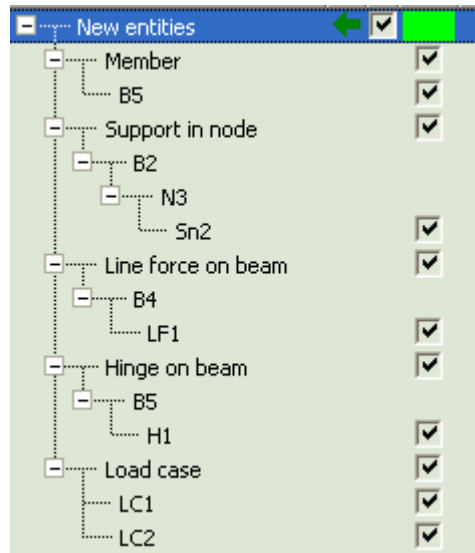 New entities
Member
B5
Support in node
B2
N3
Sn2
Line force on beam
B4
LF1
Hinge on beam
B5
H1
Load case
LC1
LC2